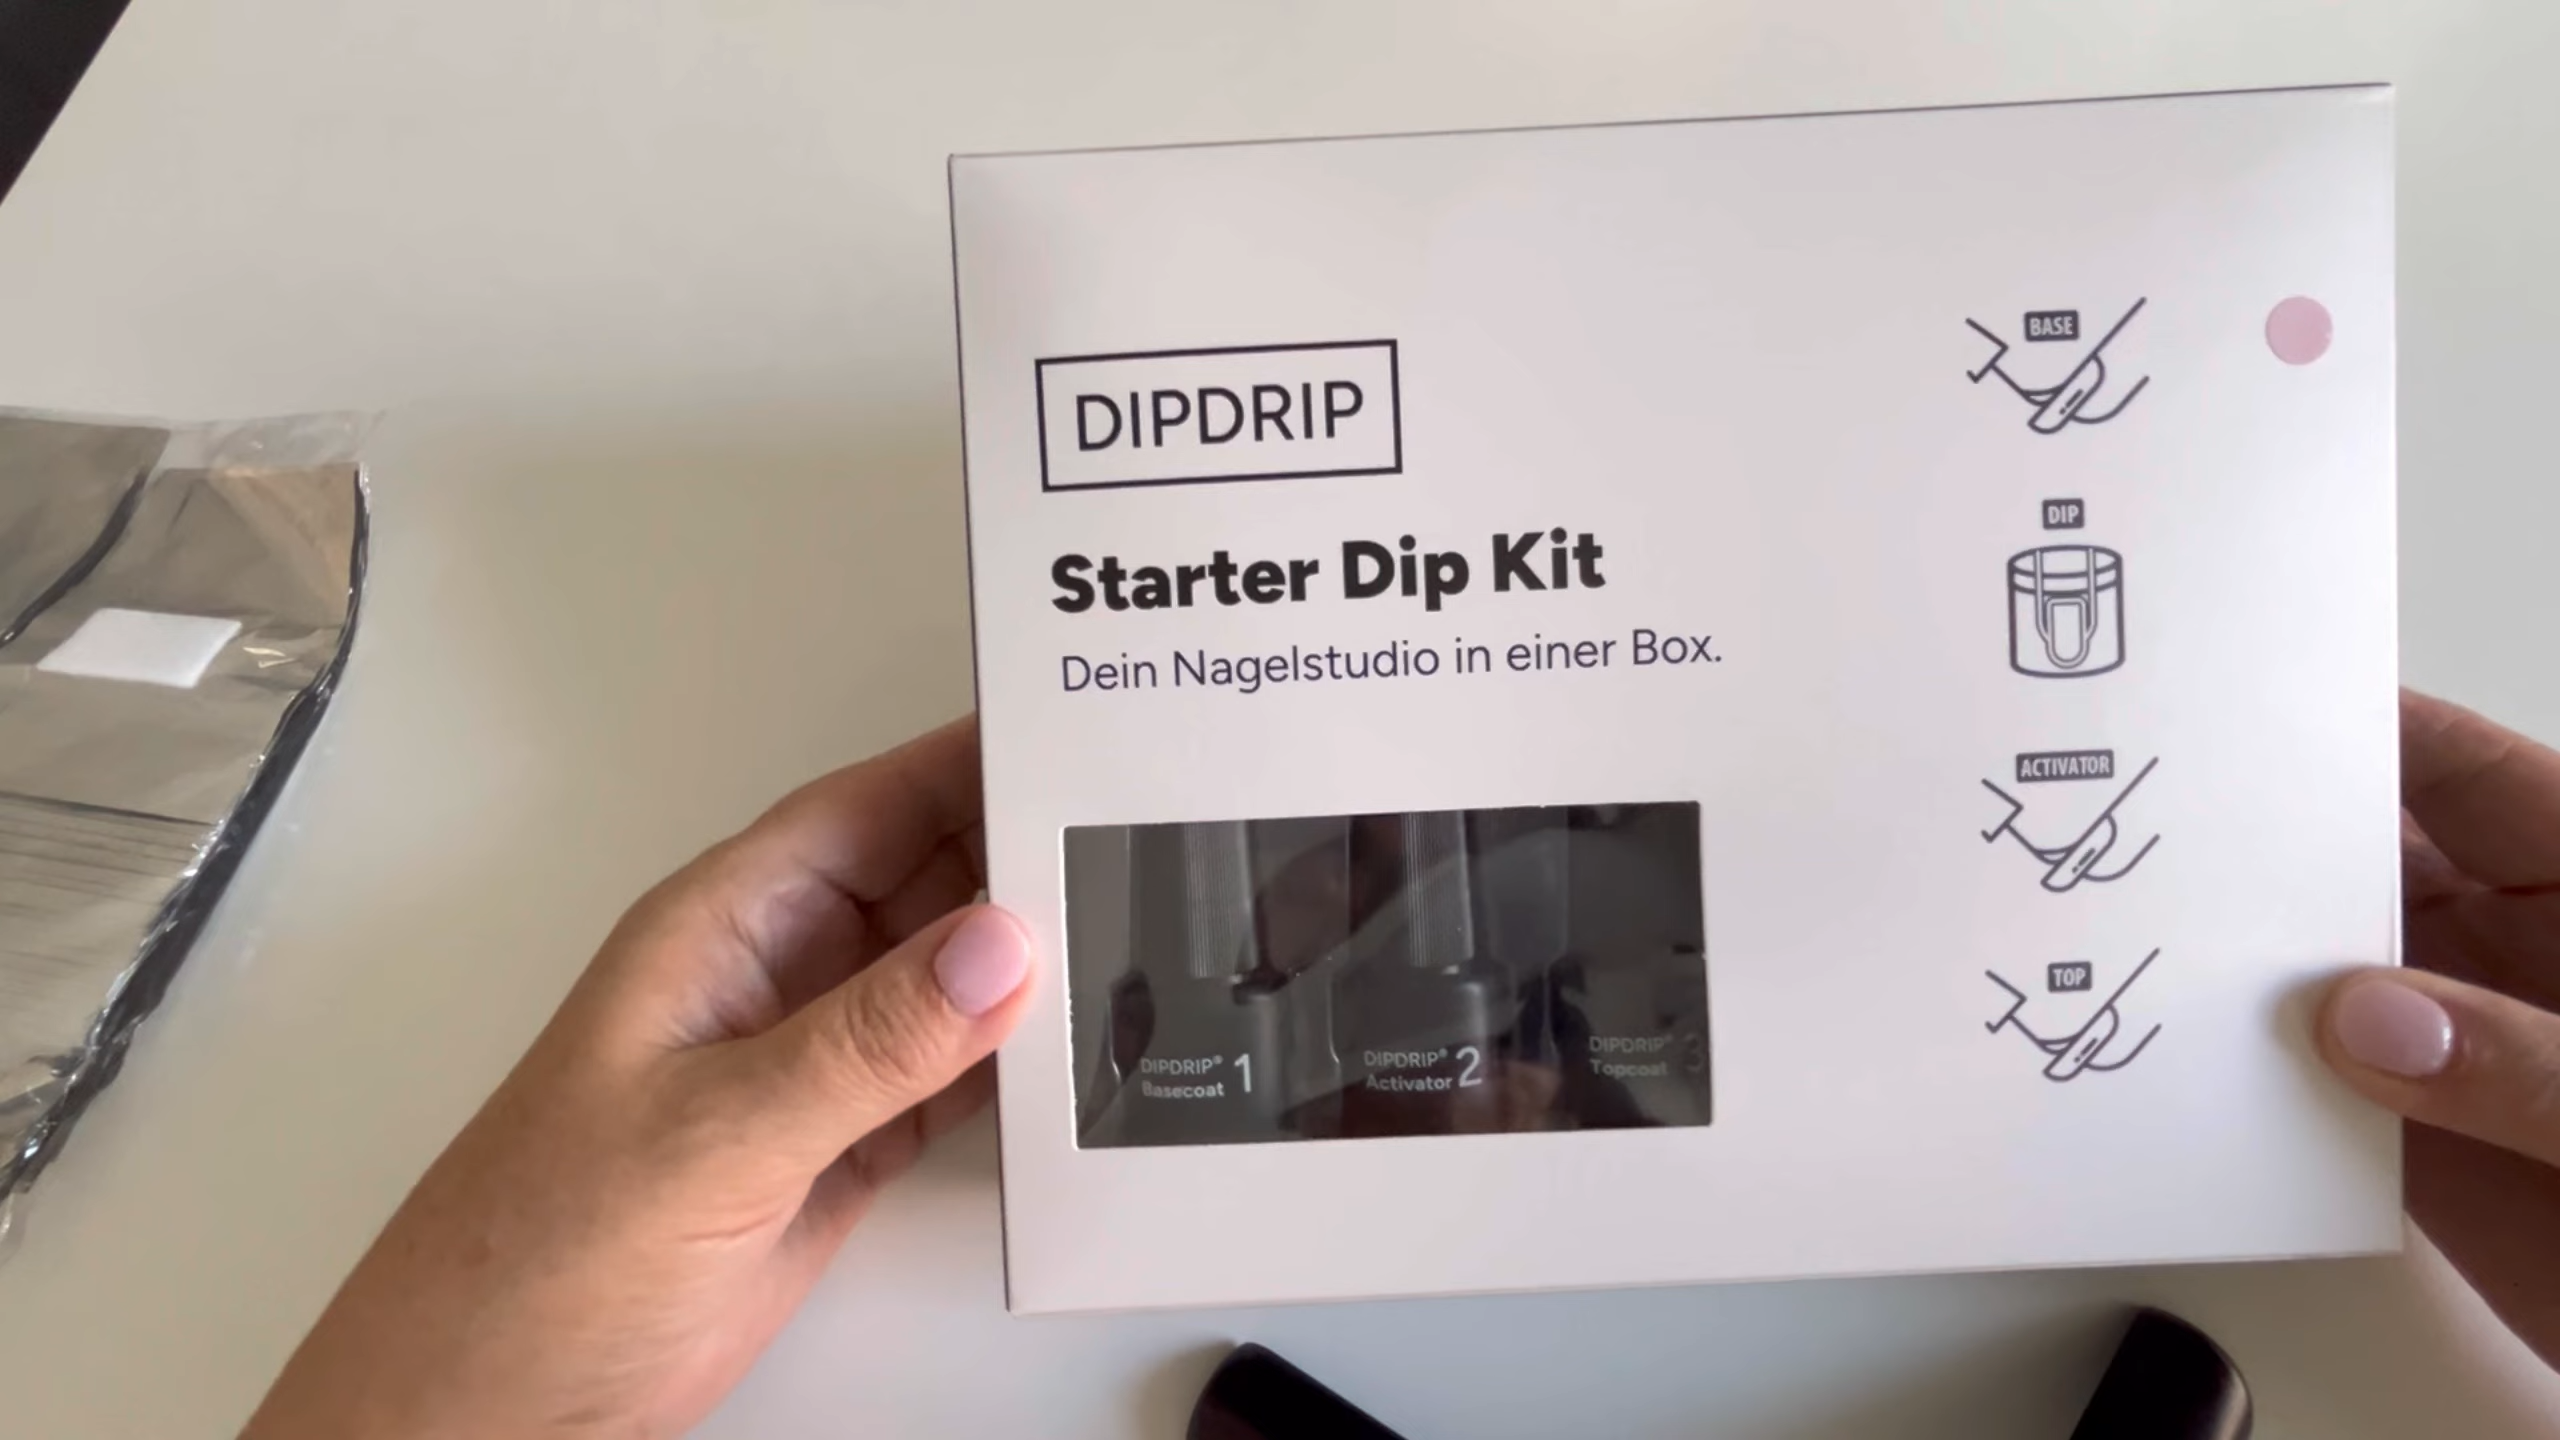 DIPDRIP
Starter Dip Kit
Dein Nagelstudio in einer Box.
BASE
DIP
ACTIVATOR
TOP
DIPDRIP® 1
Basecoat
DIPDRIP® 2
Activator
DIPDRIP® 3
Topcoat